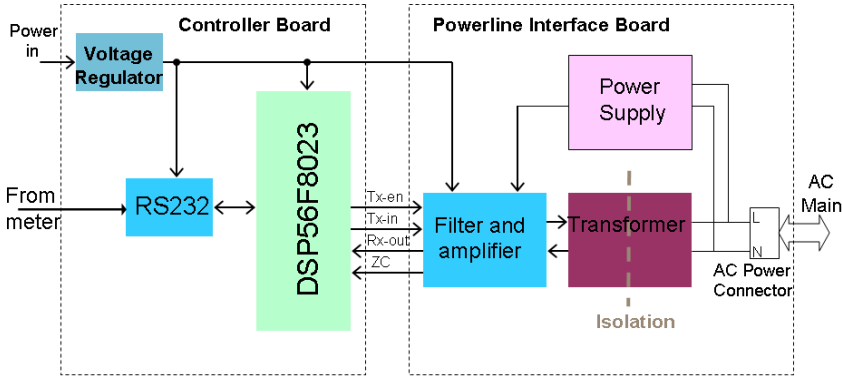 Controller Board
Powerline Interface Board
Power
in
Voltage
Regulator
Power
Supply
From
meter
RS232
DSP56F8023
Tx-en
Tx-in
Rx-out
ZC
Filter and
amplifier
Transformer
L
N
AC
Main
AC Power
Connector
Isolation